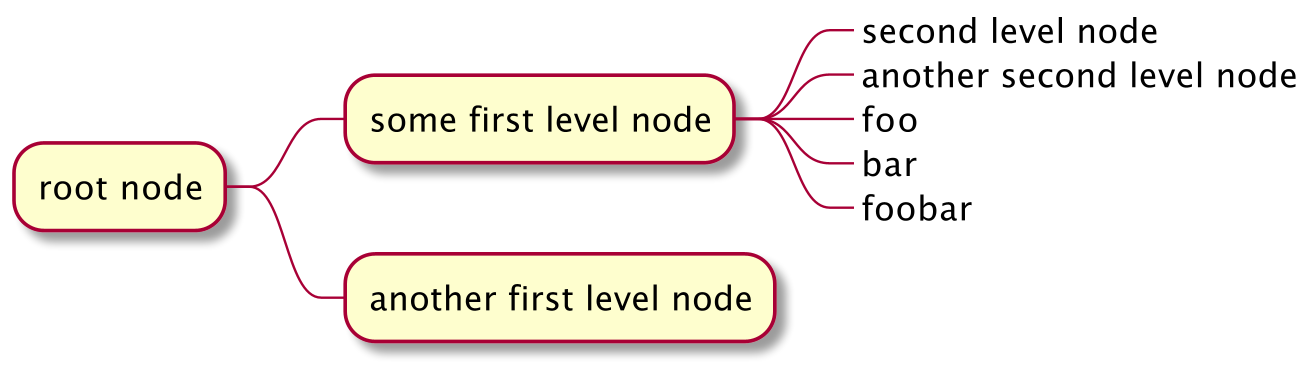 root node
some first level node
second level node
another second level node
foo
bar
foobar
another first level node